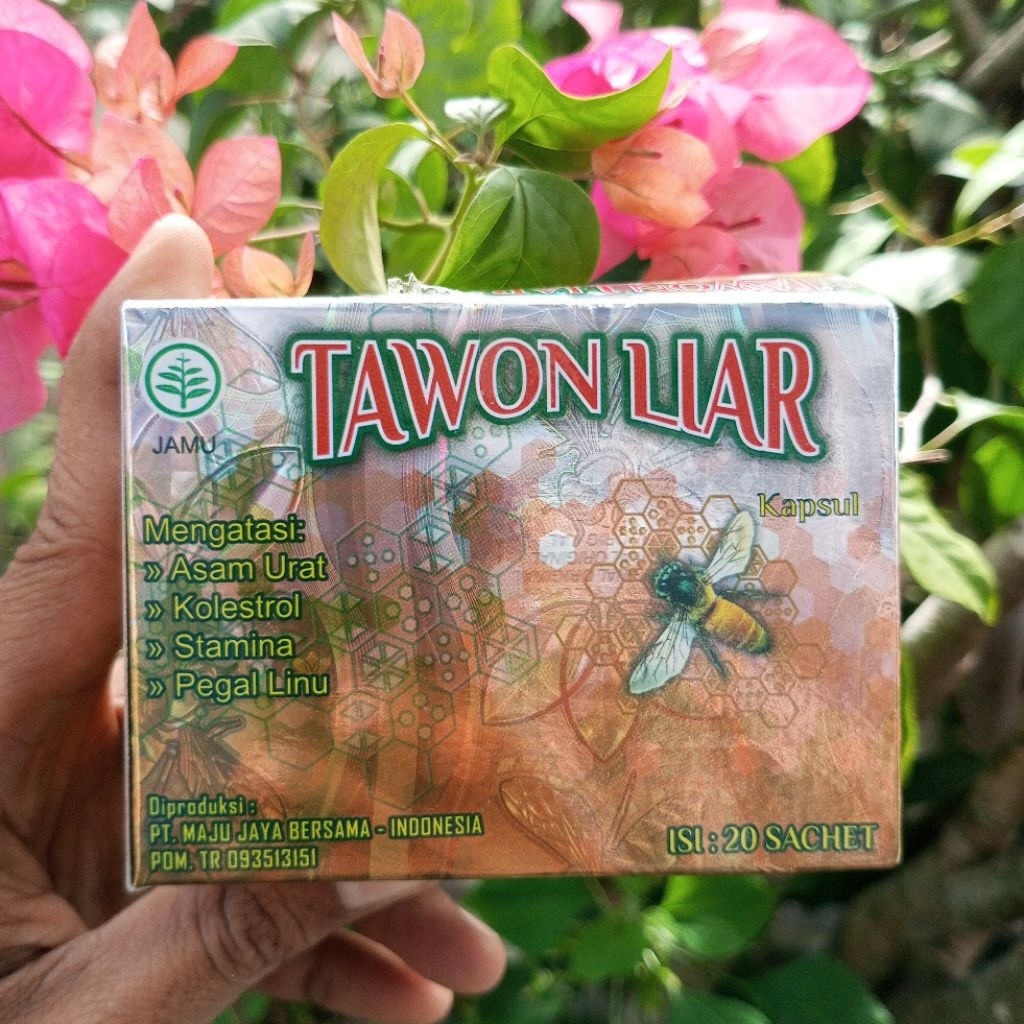 TAWON LIAR
JAMU
Kapsul
Mengatasi:
» Asam Urat
» Kolestrol
» Stamina
» Pegal Linu
Diproduksi :
PT. MAJU JAYA BERSAMA - INDONESIA
POM. TR 093513151
ISI : 20 SACHET